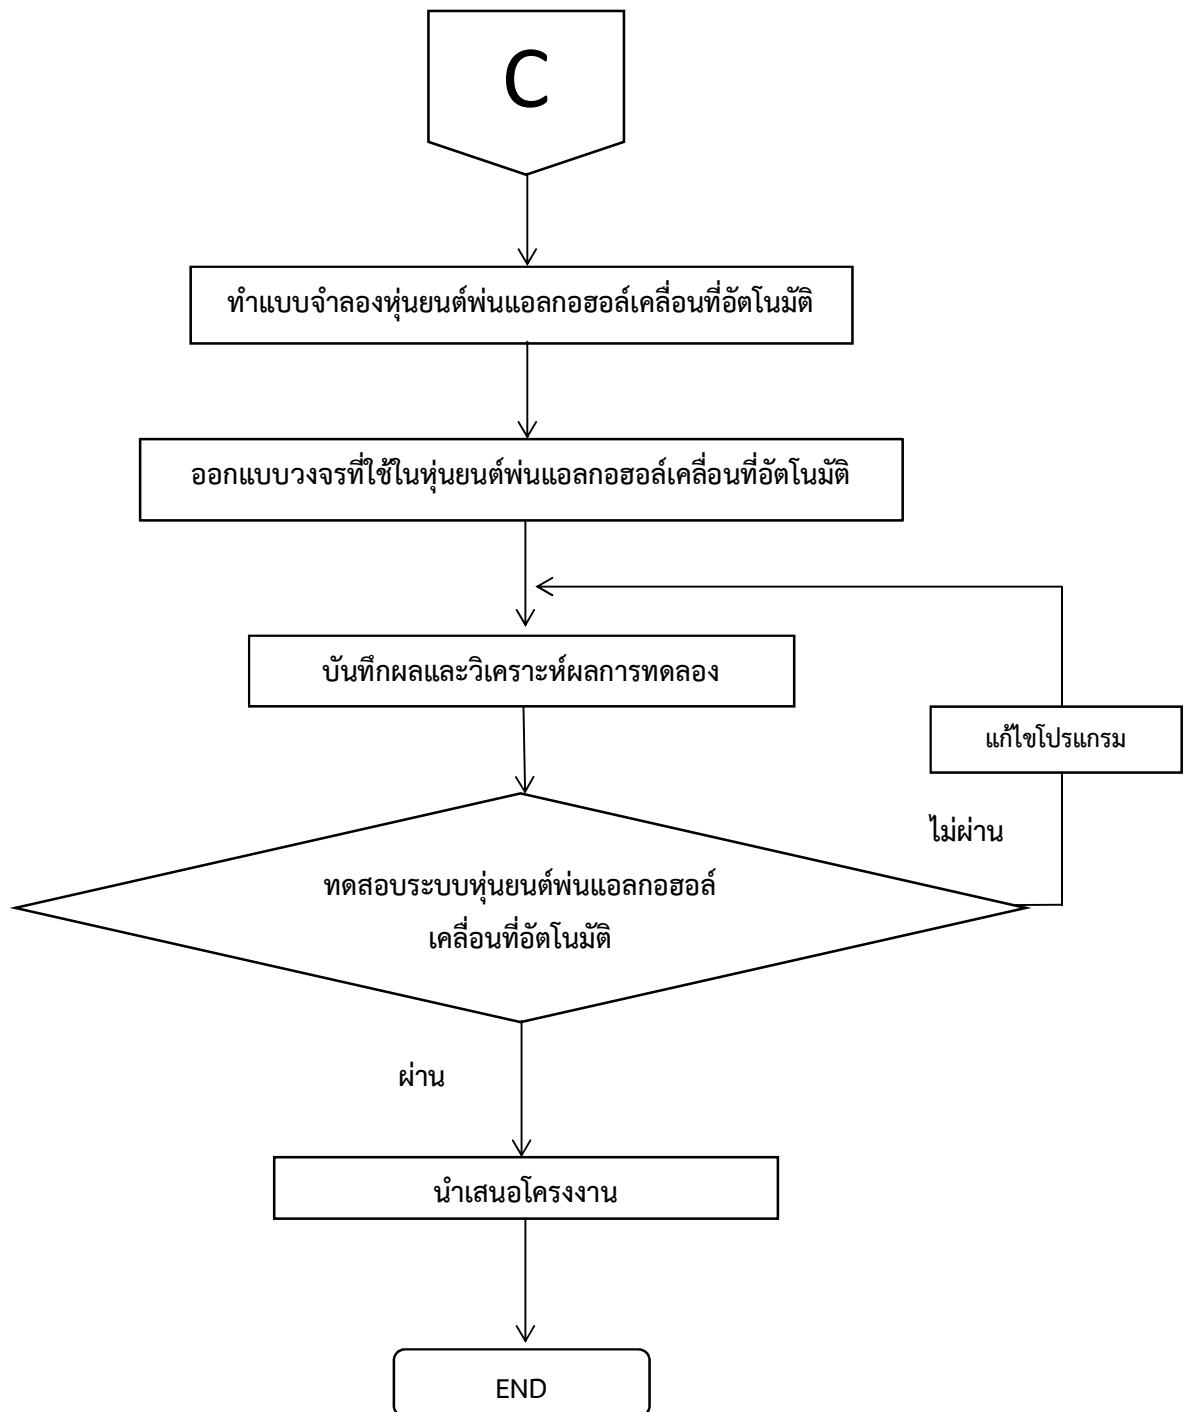 C
ทำแบบจำลองหุ่นยนต์พ่นแอลกอฮอล์เคลื่อนที่อัตโนมัติ
ออกแบบวงจรที่ใช้ในหุ่นยนต์พ่นแอลกอฮอล์เคลื่อนที่อัตโนมัติ
บันทึกผลและวิเคราะห์ผลการทดลอง
แก้ไขโปรแกรม
ไม่ผ่าน
ทดสอบระบบหุ่นยนต์พ่นแอลกอฮอล์
เคลื่อนที่อัตโนมัติ
ผ่าน
นำเสนอโครงงาน
END